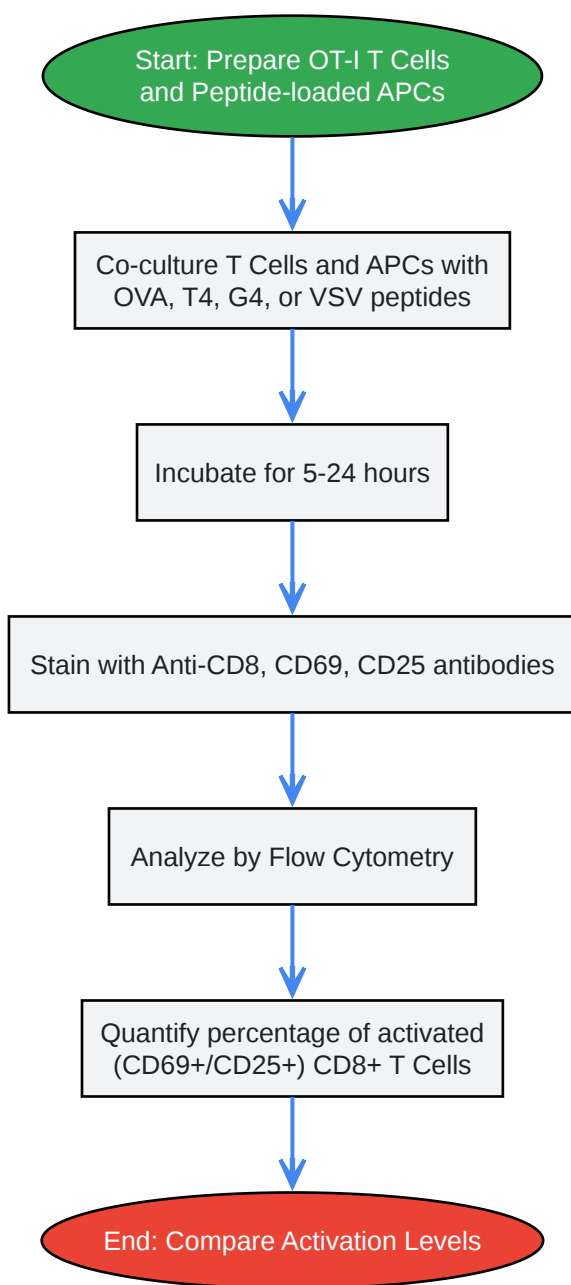 Start: Prepare OT-I T Cells
and Peptide-loaded APCs
Co-culture T Cells and APCs with
OVA, T4, G4, or VSV peptides
Incubate for 5-24 hours
Stain with Anti-CD8, CD69, CD25 antibodies
Analyze by Flow Cytometry
Quantify percentage of activated
(CD69+/CD25+) CD8+ T Cells
End: Compare Activation Levels